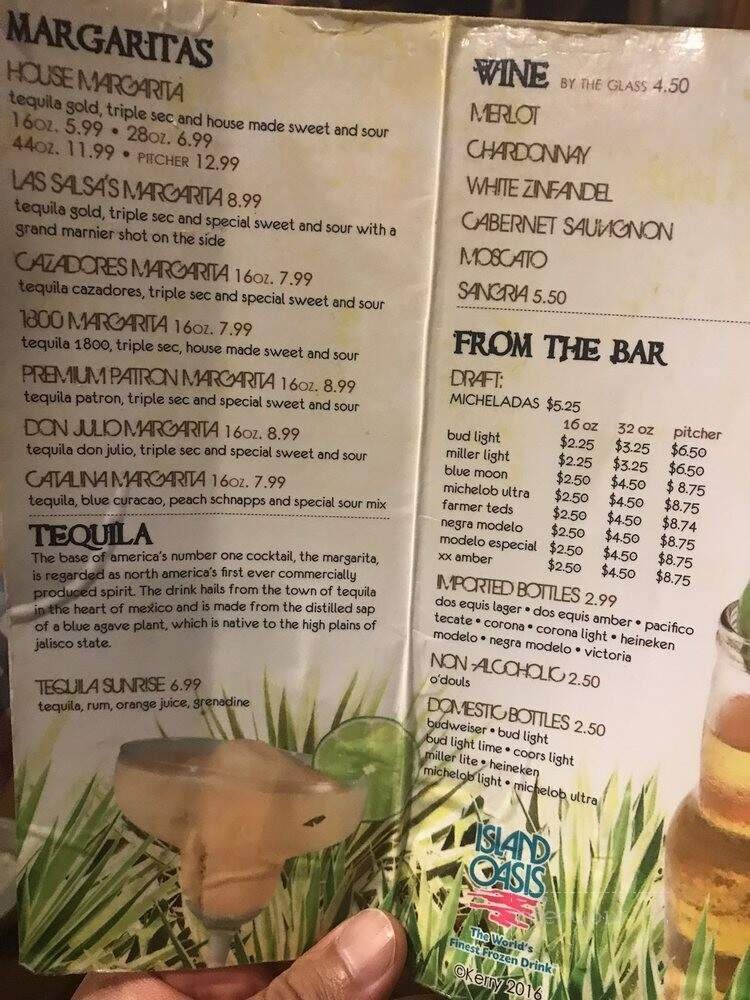 MARGARITAS
HOUSE MARGARITA
tequila gold, triple sec and house made sweet and sour
16oz. 5.99 • 28oz. 6.99
44oz. 11.99 • PITCHER 12.99
LAS SALSA'S MARGARITA 8.99
tequila gold, triple sec and special sweet and sour with a
grand marnier shot on the side
CAZADORES MARGARITA 16oz. 7.99
tequila cazadores, triple sec and special sweet and sour
1800 MARGARITA 16oz. 7.99
tequila 1800, triple sec, house made sweet and sour
PREMIUM PATRON MARGARITA 16oz. 8.99
tequila patron, triple sec and special sweet and sour
DON JULIO MARGARITA 16oz. 8.99
tequila don julio, triple sec and special sweet and sour
CATALINA MARGARITA 16oz. 7.99
tequila, blue curacao, peach schnapps and special sour mix
TEQUILA
The base of america's number one cocktail, the margarita,
is regarded as north america's first ever commercially
produced spirit. The drink hails from the town of tequila
in the heart of mexico and is made from the distilled sap
of a blue agave plant, which is native to the high plains of
jalisco state.
TEQUILA SUNRISE 6.99
tequila, rum, orange juice, grenadine
WINE BY THE GLASS 4.50
MERLOT
CHARDONNAY
WHITE ZINFANDEL
CABERNET SAUVIGNON
MOSCATO
SANGRIA 5.50
FROM THE BAR
DRAFT:
MICHELADAS $5.25
16 oz 32 oz pitcher
bud light $2.25 $3.25 $6.50
miller light $2.25 $3.25 $6.50
blue moon $2.50 $4.50 $8.75
michelob ultra $2.50 $4.50 $8.75
farmer teds $2.50 $4.50 $8.74
negra modelo $2.50 $4.50 $8.75
modelo especial $2.50 $4.50 $8.75
xx amber $2.50 $4.50 $8.75
IMPORTED BOTTLES 2.99
dos equis lager • dos equis amber • pacifico
tecate • corona • corona light • heineken
modelo • negra modelo • victoria
NON ALCOHOLIC 2.50
o'douls
DOMESTIC BOTTLES 2.50
budweiser • bud light
bud light lime • coors light
miller lite • heineken
michelob light • michelob ultra
ISLAND
OASIS
The World's
Finest Frozen Drink
©Kerry 2016